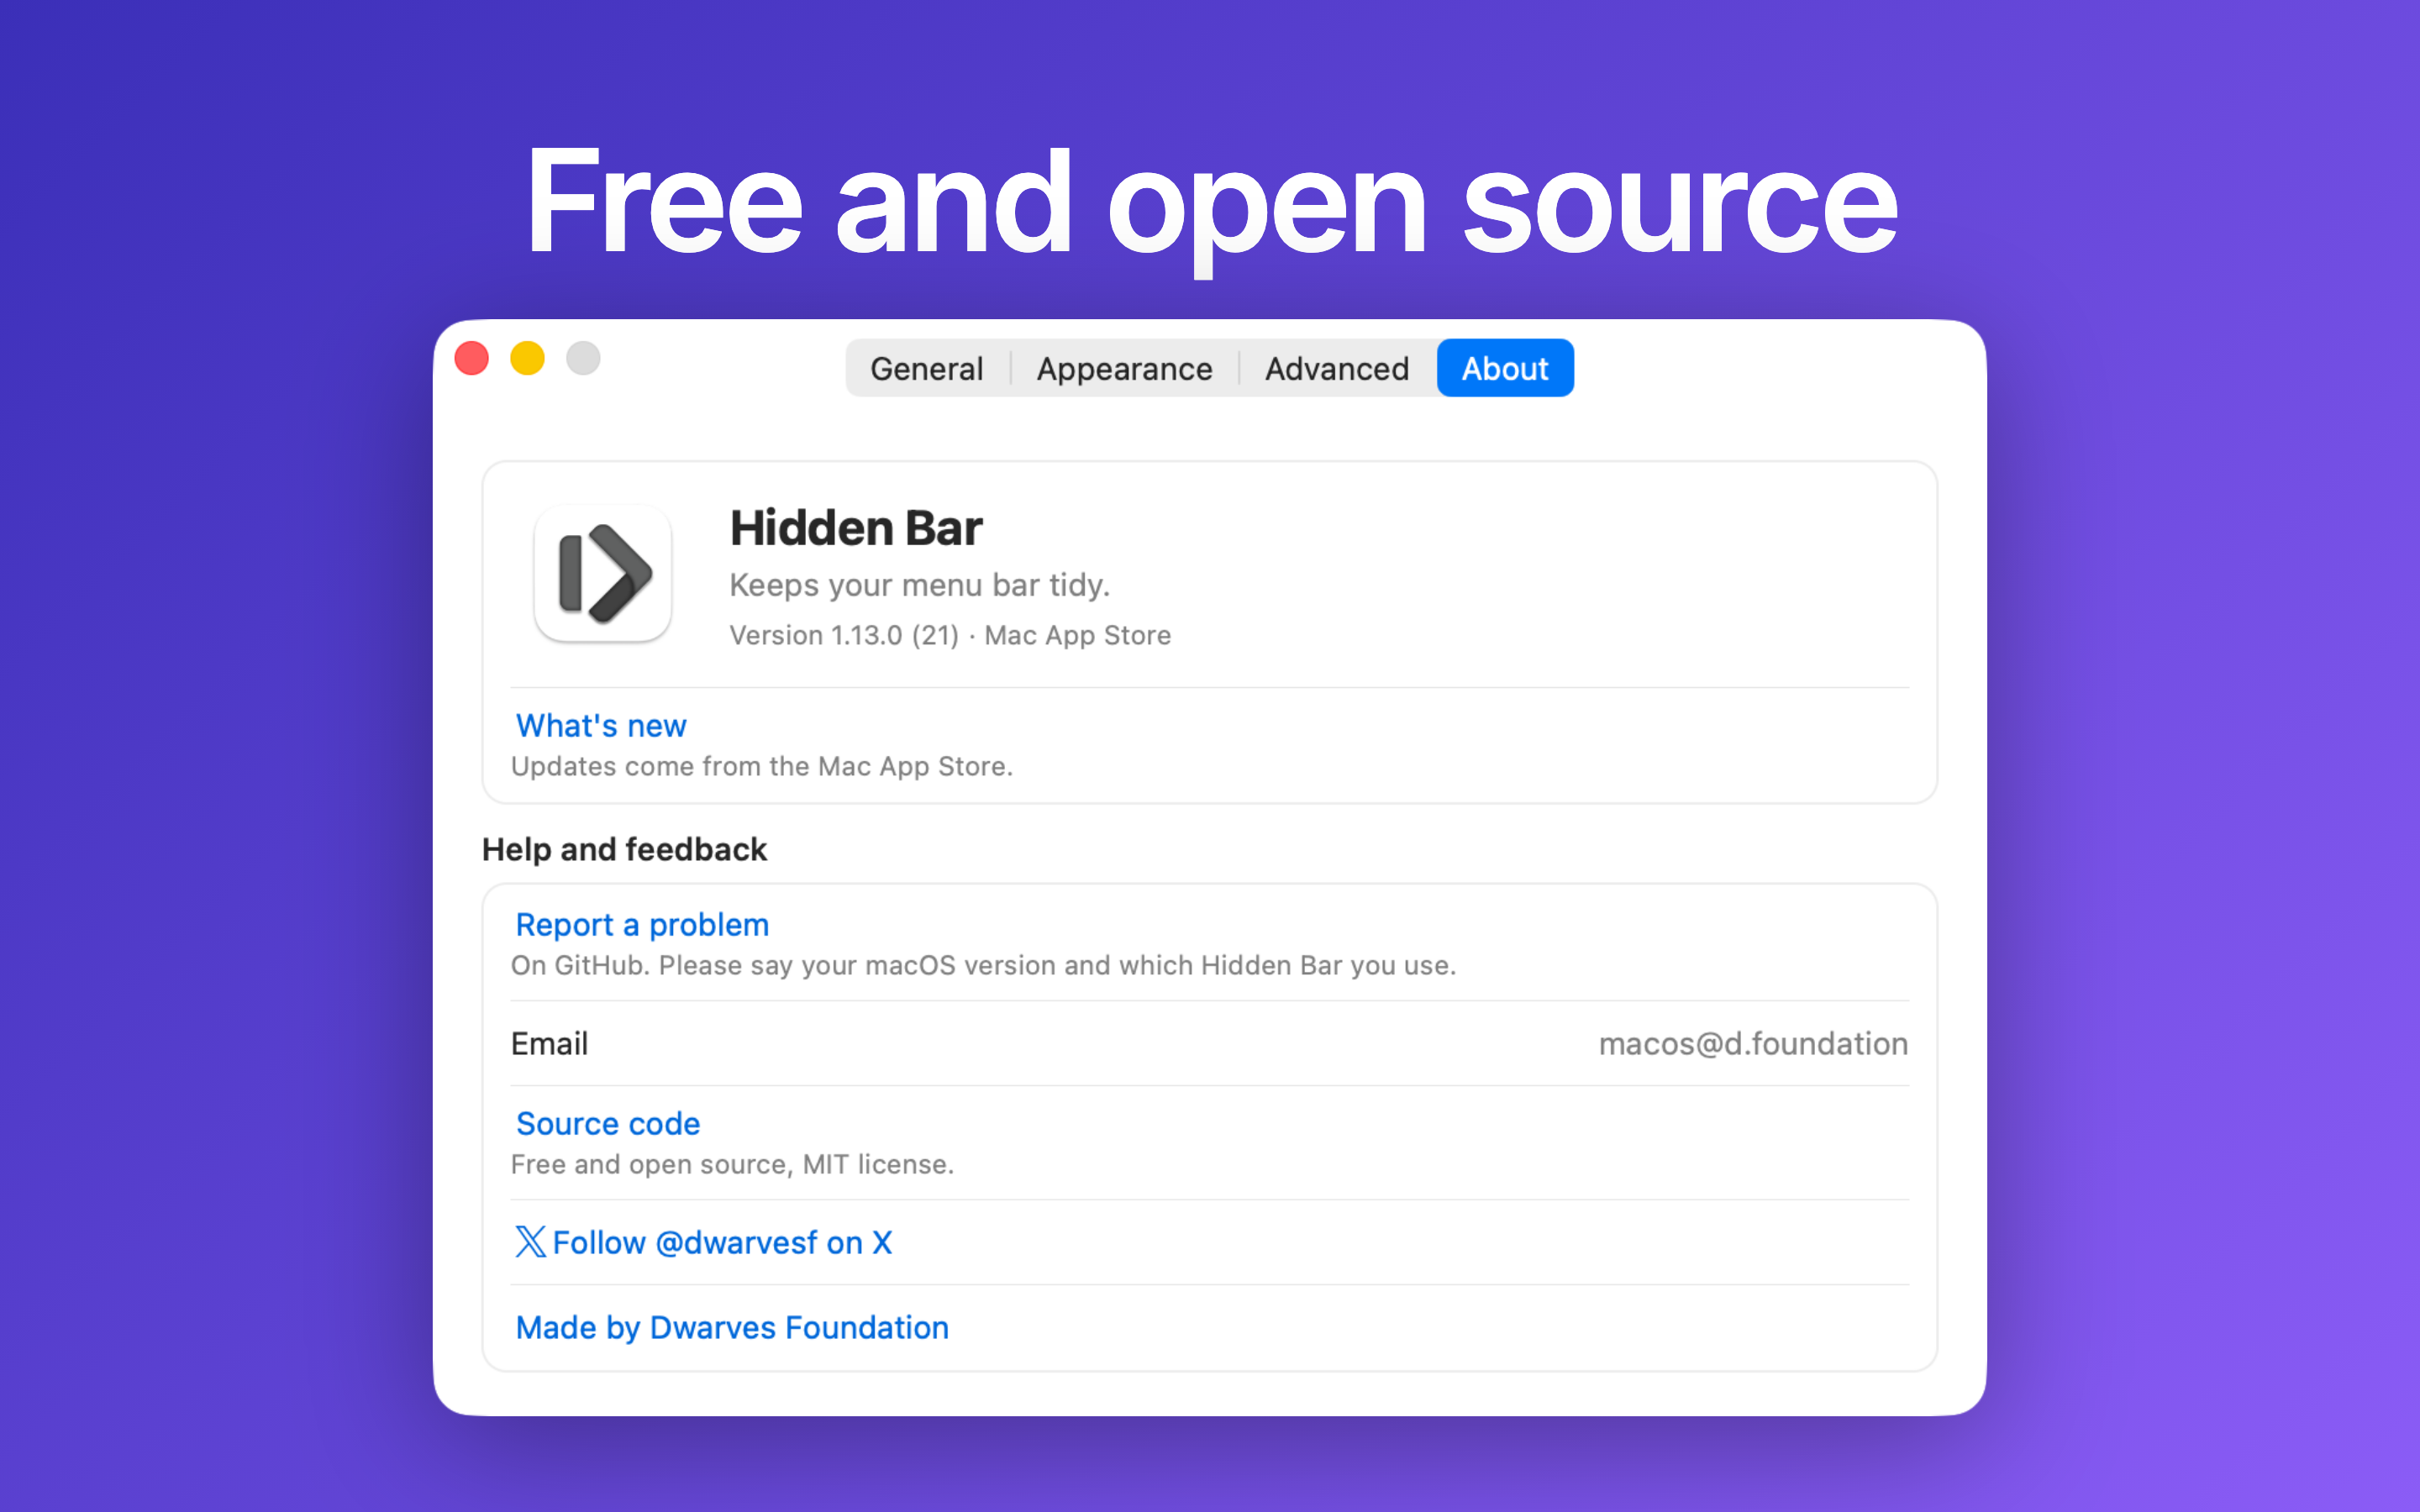 Free and open source
General
Appearance
Advanced
About
Hidden Bar
Keeps your menu bar tidy.
Version 1.13.0 (21) · Mac App Store
What's new
Updates come from the Mac App Store.
Help and feedback
Report a problem
On GitHub. Please say your macOS version and which Hidden Bar you use.
Email
macos@d.foundation
Source code
Free and open source, MIT license.
Follow @dwarvesf on X
Made by Dwarves Foundation